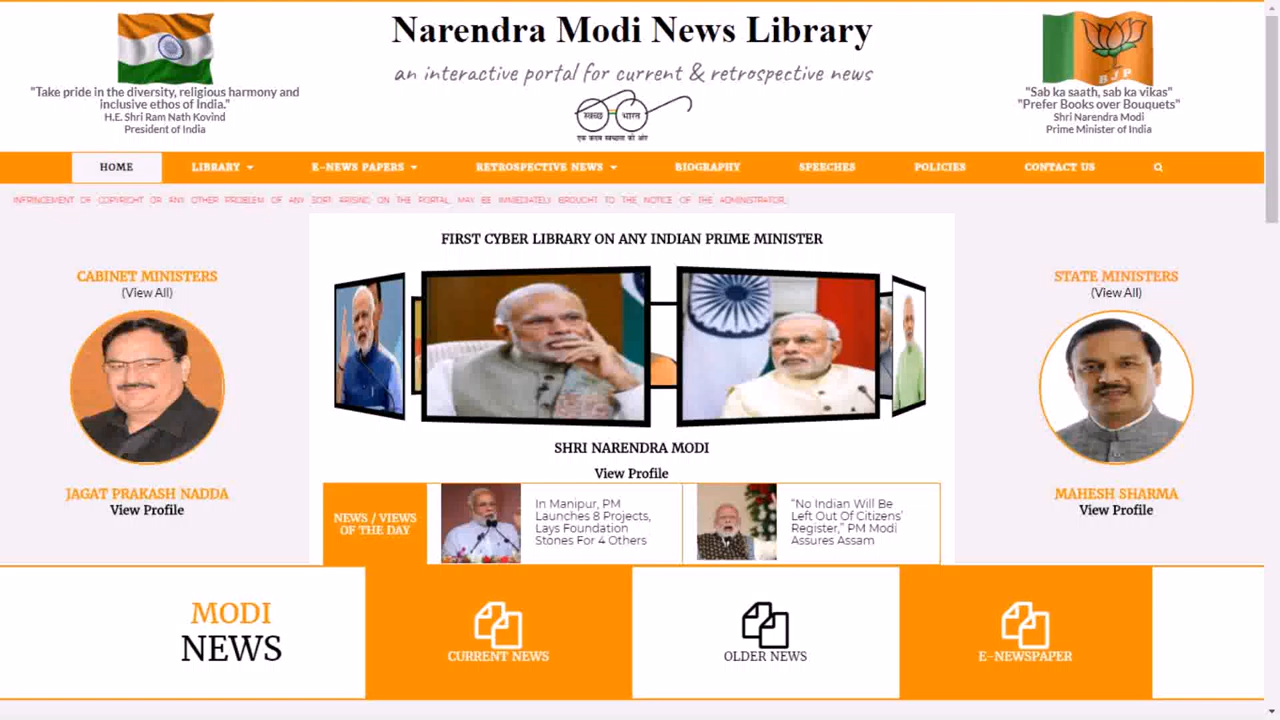 Narendra Modi News Library
an interactive portal for current & retrospective news
स्वच्छ भारत
एक कदम स्वच्छता की ओर
"Take pride in the diversity, religious harmony and
inclusive ethos of India."
H.E. Shri Ram Nath Kovind
President of India
BJP
"Sab ka saath, sab ka vikas"
"Prefer Books over Bouquets"
Shri Narendra Modi
Prime Minister of India
HOME LIBRARY E-NEWS PAPERS RETROSPECTIVE NEWS BIOGRAPHY SPEECHES POLICIES CONTACT US
INFRINGEMENT OF COPYRIGHT OR ANY OTHER PROBLEM OF ANY SORT ARISING ON THE PORTAL, MAY BE IMMEDIATELY BROUGHT TO THE NOTICE OF THE ADMINISTRATOR.
FIRST CYBER LIBRARY ON ANY INDIAN PRIME MINISTER
CABINET MINISTERS
(View All)
JAGAT PRAKASH NADDA
View Profile
SHRI NARENDRA MODI
View Profile
STATE MINISTERS
(View All)
MAHESH SHARMA
View Profile
NEWS / VIEWS
OF THE DAY
In Manipur, PM
Launches 8 Projects,
Lays Foundation
Stones For 4 Others
“No Indian Will Be
Left Out Of Citizens’
Register,” PM Modi
Assures Assam
MODI
NEWS
CURRENT NEWS
OLDER NEWS
E-NEWSPAPER